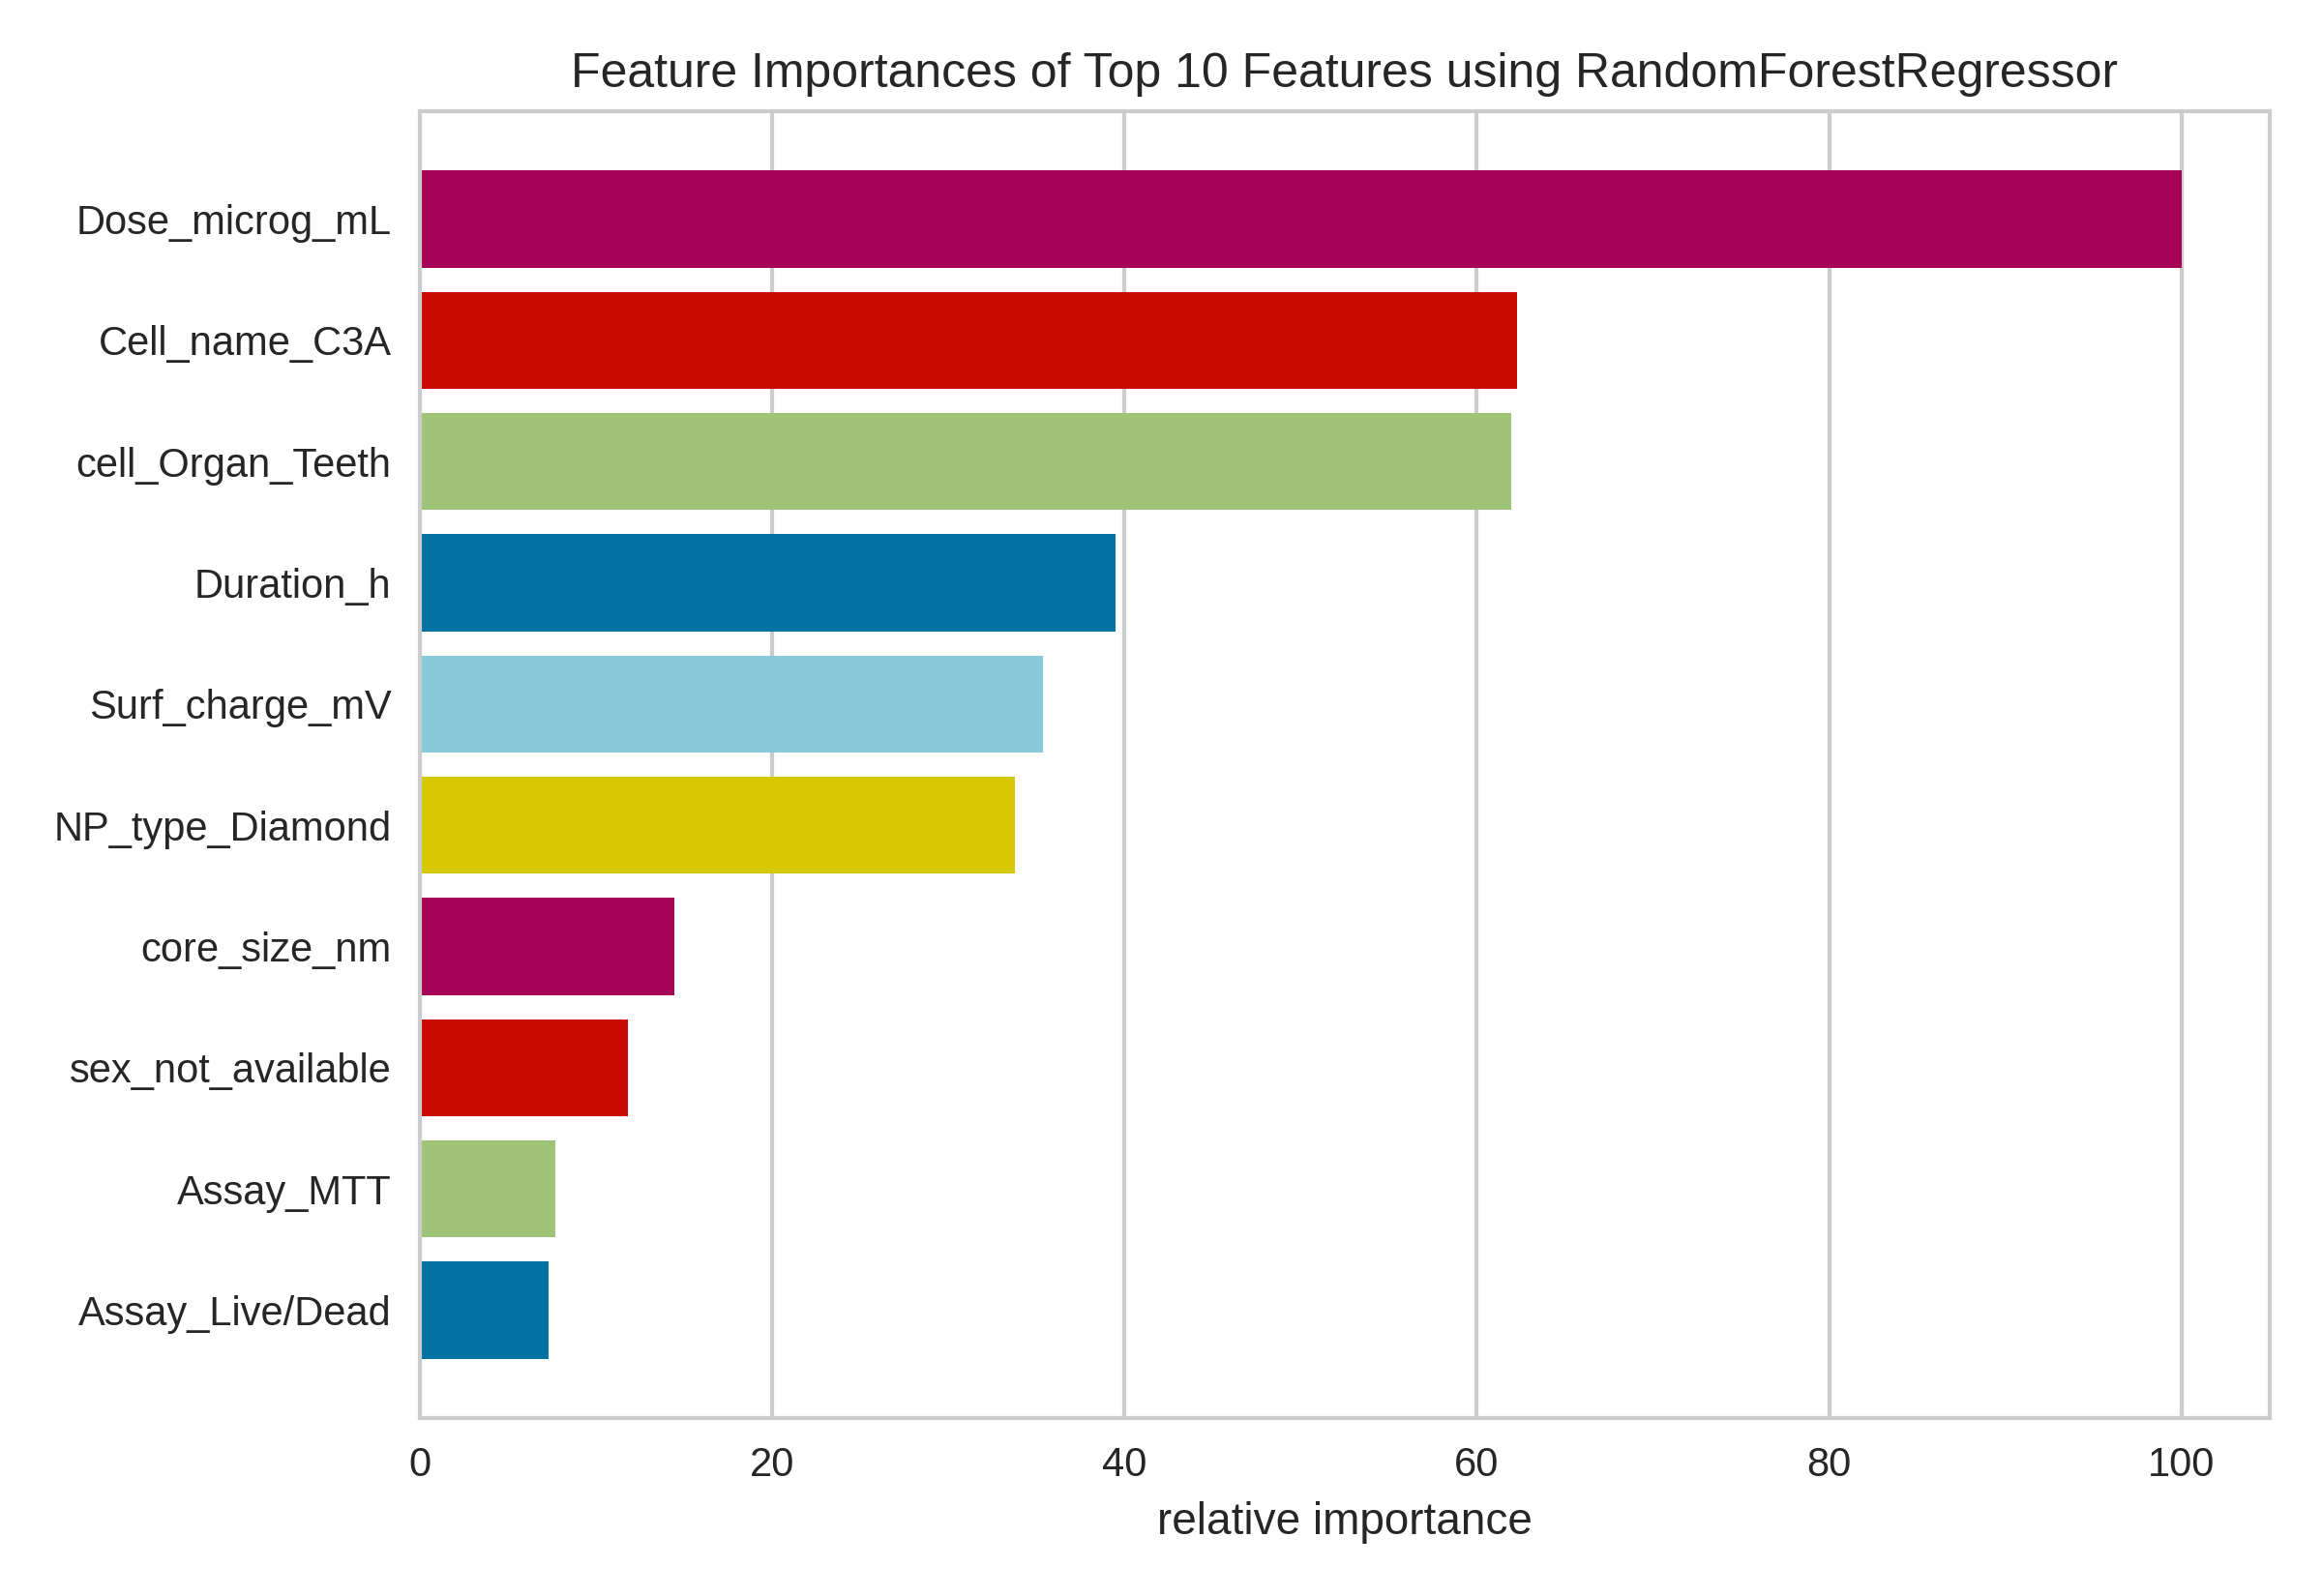 Feature Importances of Top 10 Features using RandomForestRegressor
Dose_microg_mL
Cell_name_C3A
cell_Organ_Teeth
Duration_h
Surf_charge_mV
NP_type_Diamond
core_size_nm
sex_not_available
Assay_MTT
Assay_Live/Dead
0 20 40 60 80 100
relative importance